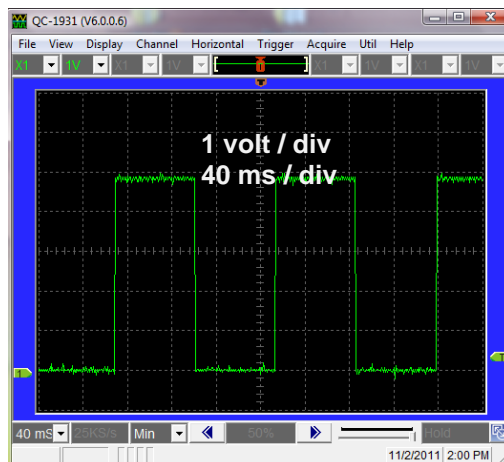 QC-1931 (V6.0.0.6)
File View Display Channel Horizontal Trigger Acquire Util Help
X1 1V X1 1V X1 1V X1 1V
1 volt / div
40 ms / div
1
T
40 mS 25KS/s Min 50% Hold
11/2/2011 2:00 PM